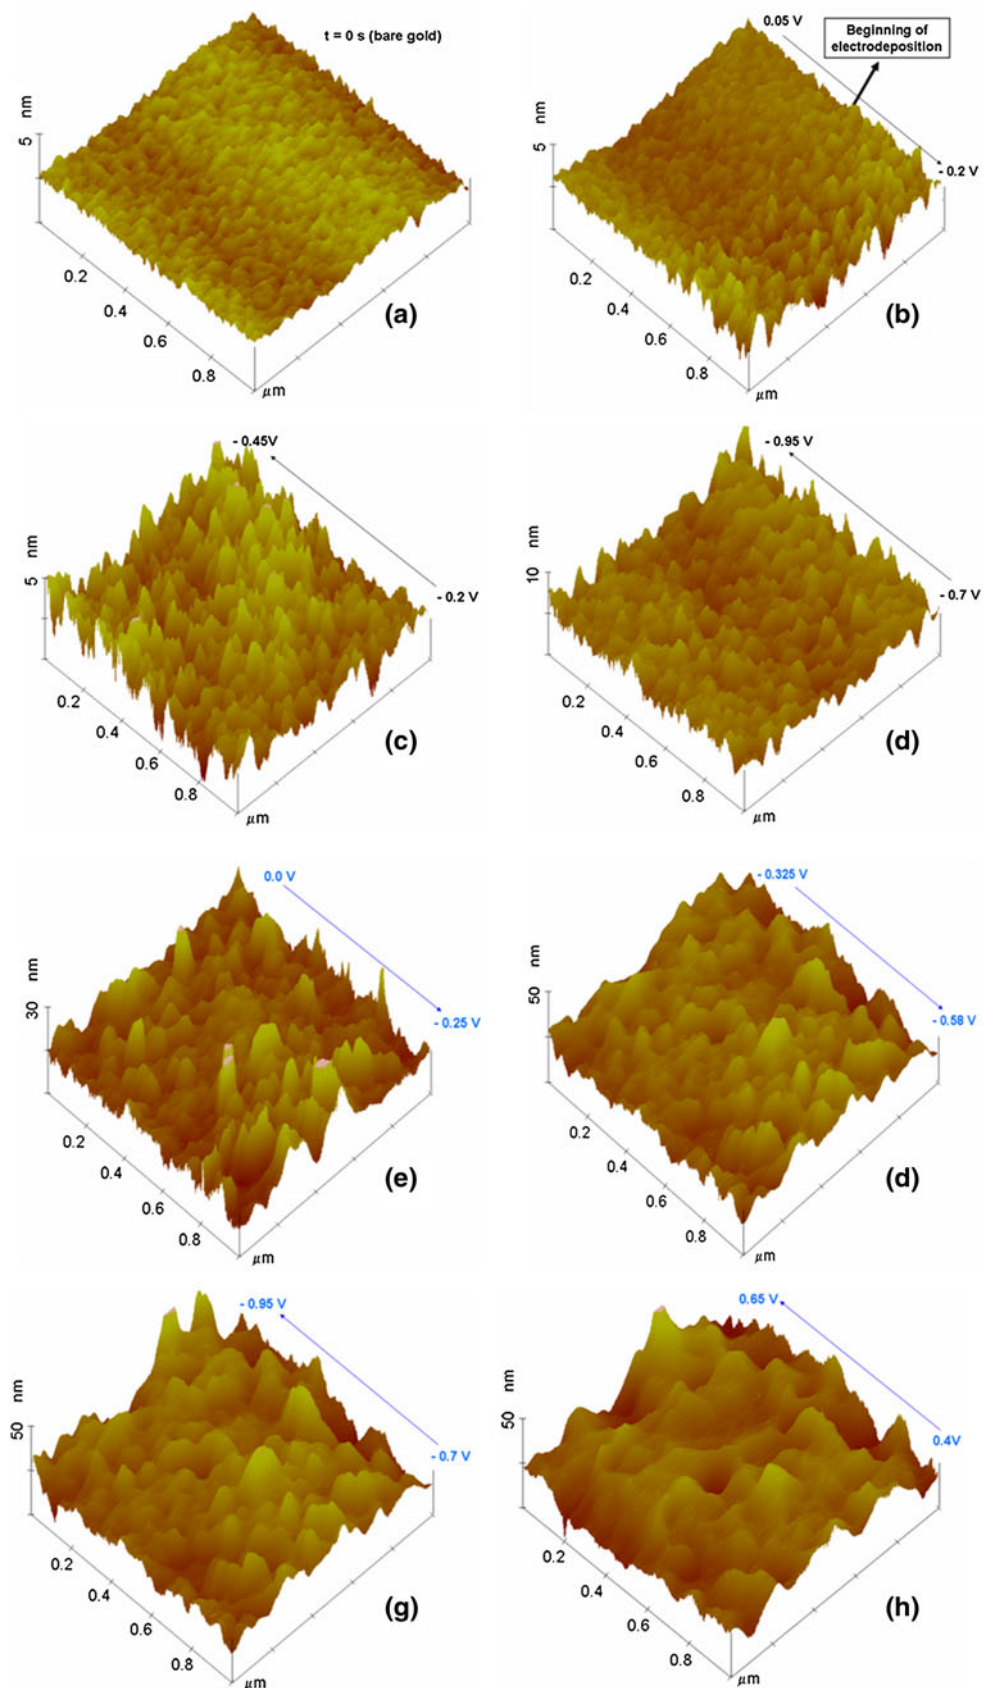 t = 0 s (bare gold)
nm
5
0.2
0.4
0.6
0.8
μm
(a)
0.05 V
Beginning of
electrodeposition
- 0.2 V
nm
5
0.2
0.4
0.6
0.8
μm
(b)
- 0.45V
- 0.2 V
nm
5
0.2
0.4
0.6
0.8
μm
(c)
- 0.95 V
- 0.7 V
nm
10
0.2
0.4
0.6
0.8
μm
(d)
0.0 V
- 0.25 V
nm
30
0.2
0.4
0.6
0.8
μm
(e)
- 0.325 V
- 0.58 V
nm
50
0.2
0.4
0.6
0.8
μm
(d)
- 0.95 V
- 0.7 V
nm
50
0.2
0.4
0.6
0.8
μm
(g)
0.65 V
0.4V
nm
50
0.2
0.4
0.6
0.8
μm
(h)